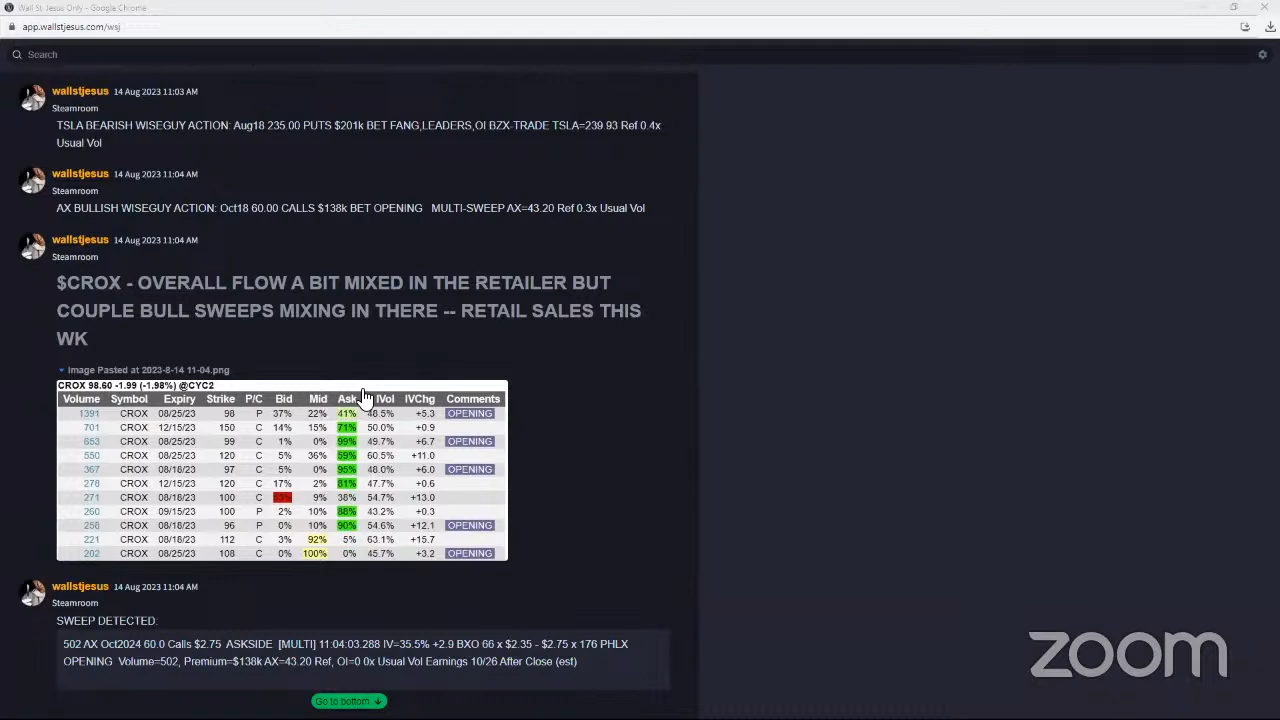 Wall St. Jesus Only - Google Chrome
app.wallstjesus.com/wsj
Search
wallstjesus 14 Aug 2023 11:03 AM
Steamroom
TSLA BEARISH WISEGUY ACTION: Aug18 235.00 PUTS $201k BET FANG,LEADERS,OI BZX-TRADE TSLA=239.93 Ref 0.4x
Usual Vol
wallstjesus 14 Aug 2023 11:04 AM
Steamroom
AX BULLISH WISEGUY ACTION: Oct18 60.00 CALLS $138k BET OPENING MULTI-SWEEP AX=43.20 Ref 0.3x Usual Vol
wallstjesus 14 Aug 2023 11:04 AM
Steamroom
$CROX - OVERALL FLOW A BIT MIXED IN THE RETAILER BUT
COUPLE BULL SWEEPS MIXING IN THERE -- RETAIL SALES THIS
WK
Image Pasted at 2023-8-14 11-04.png
CROX 98.60 -1.99 (-1.98%) @CYC2
Volume Symbol Expiry Strike P/C Bid Mid Ask IVol IVChg Comments
1391 CROX 08/25/23 98 P 37% 22% 41% 48.5% +5.3 OPENING
701 CROX 12/15/23 150 C 14% 15% 71% 50.0% +0.9
653 CROX 08/25/23 99 C 1% 0% 99% 49.7% +6.7 OPENING
550 CROX 08/25/23 120 C 5% 36% 59% 60.5% +11.0
367 CROX 08/18/23 97 C 5% 0% 95% 48.0% +6.0 OPENING
278 CROX 12/15/23 120 C 17% 2% 81% 47.7% +0.6
271 CROX 08/18/23 100 C 9% 38% 54.7% +13.0
260 CROX 09/15/23 100 P 2% 10% 88% 43.2% +0.3
258 CROX 08/18/23 96 P 0% 10% 90% 54.6% +12.1 OPENING
221 CROX 08/18/23 112 C 3% 92% 5% 63.1% +15.7
202 CROX 08/25/23 108 C 0% 100% 0% 45.7% +3.2 OPENING
wallstjesus 14 Aug 2023 11:04 AM
Steamroom
SWEEP DETECTED:
502 AX Oct2024 60.0 Calls $2.75 ASKSIDE [MULTI] 11:04:03.288 IV=35.5% +2.9 BXO 66 x $2.35 - $2.75 x 176 PHLX
OPENING Volume=502, Premium=$138k AX=43.20 Ref, OI=0 0x Usual Vol Earnings 10/26 After Close (est)
Go to bottom
zoom